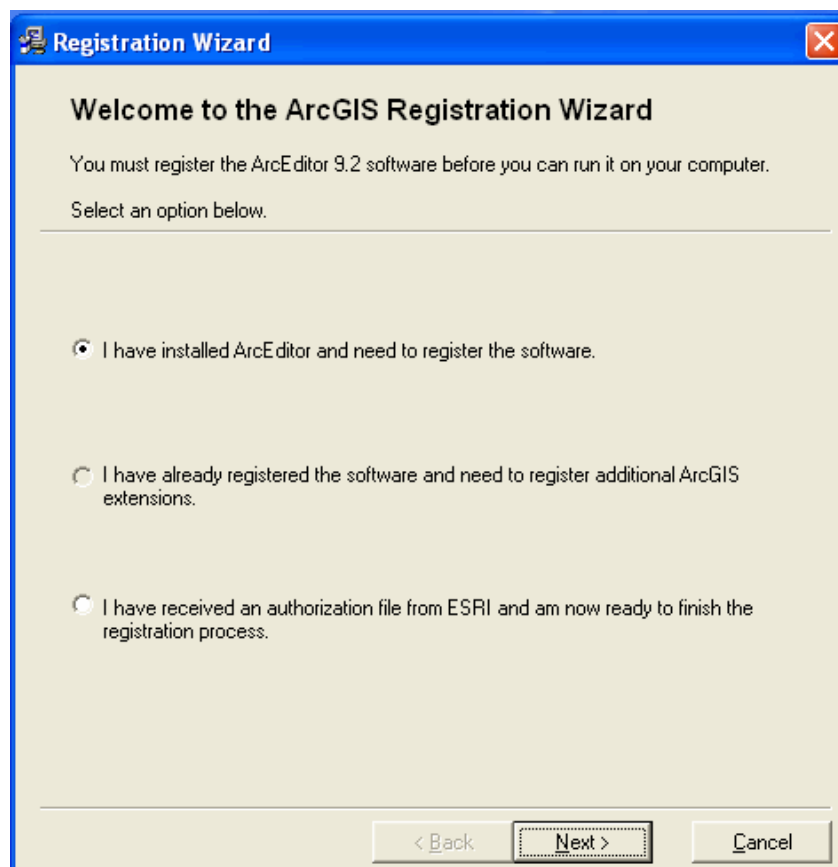 Registration Wizard
Welcome to the ArcGIS Registration Wizard
You must register the ArcEditor 9.2 software before you can run it on your computer.
Select an option below.
I have installed ArcEditor and need to register the software.
I have already registered the software and need to register additional ArcGIS
extensions.
I have received an authorization file from ESRI and am now ready to finish the
registration process.
< Back
Next >
Cancel